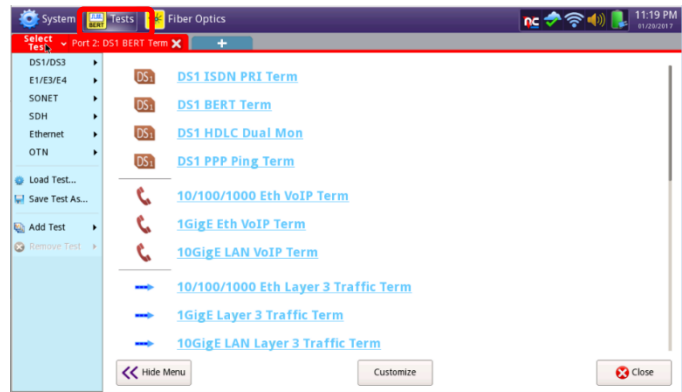 System Tests Fiber Optics 11:19 PM
01/20/2017
Select Test Port 2: DS1 BERT Term +
DS1/DS3
E1/E3/E4
SONET
SDH
Ethernet
OTN
Load Test...
Save Test As...
Add Test
Remove Test
DS1 DS1 ISDN PRI Term
DS1 DS1 BERT Term
DS1 DS1 HDLC Dual Mon
DS1 DS1 PPP Ping Term
10/100/1000 Eth VoIP Term
1GigE Eth VoIP Term
10GigE LAN VoIP Term
10/100/1000 Eth Layer 3 Traffic Term
1GigE Layer 3 Traffic Term
10GigE LAN Layer 3 Traffic Term
Hide Menu Customize Close